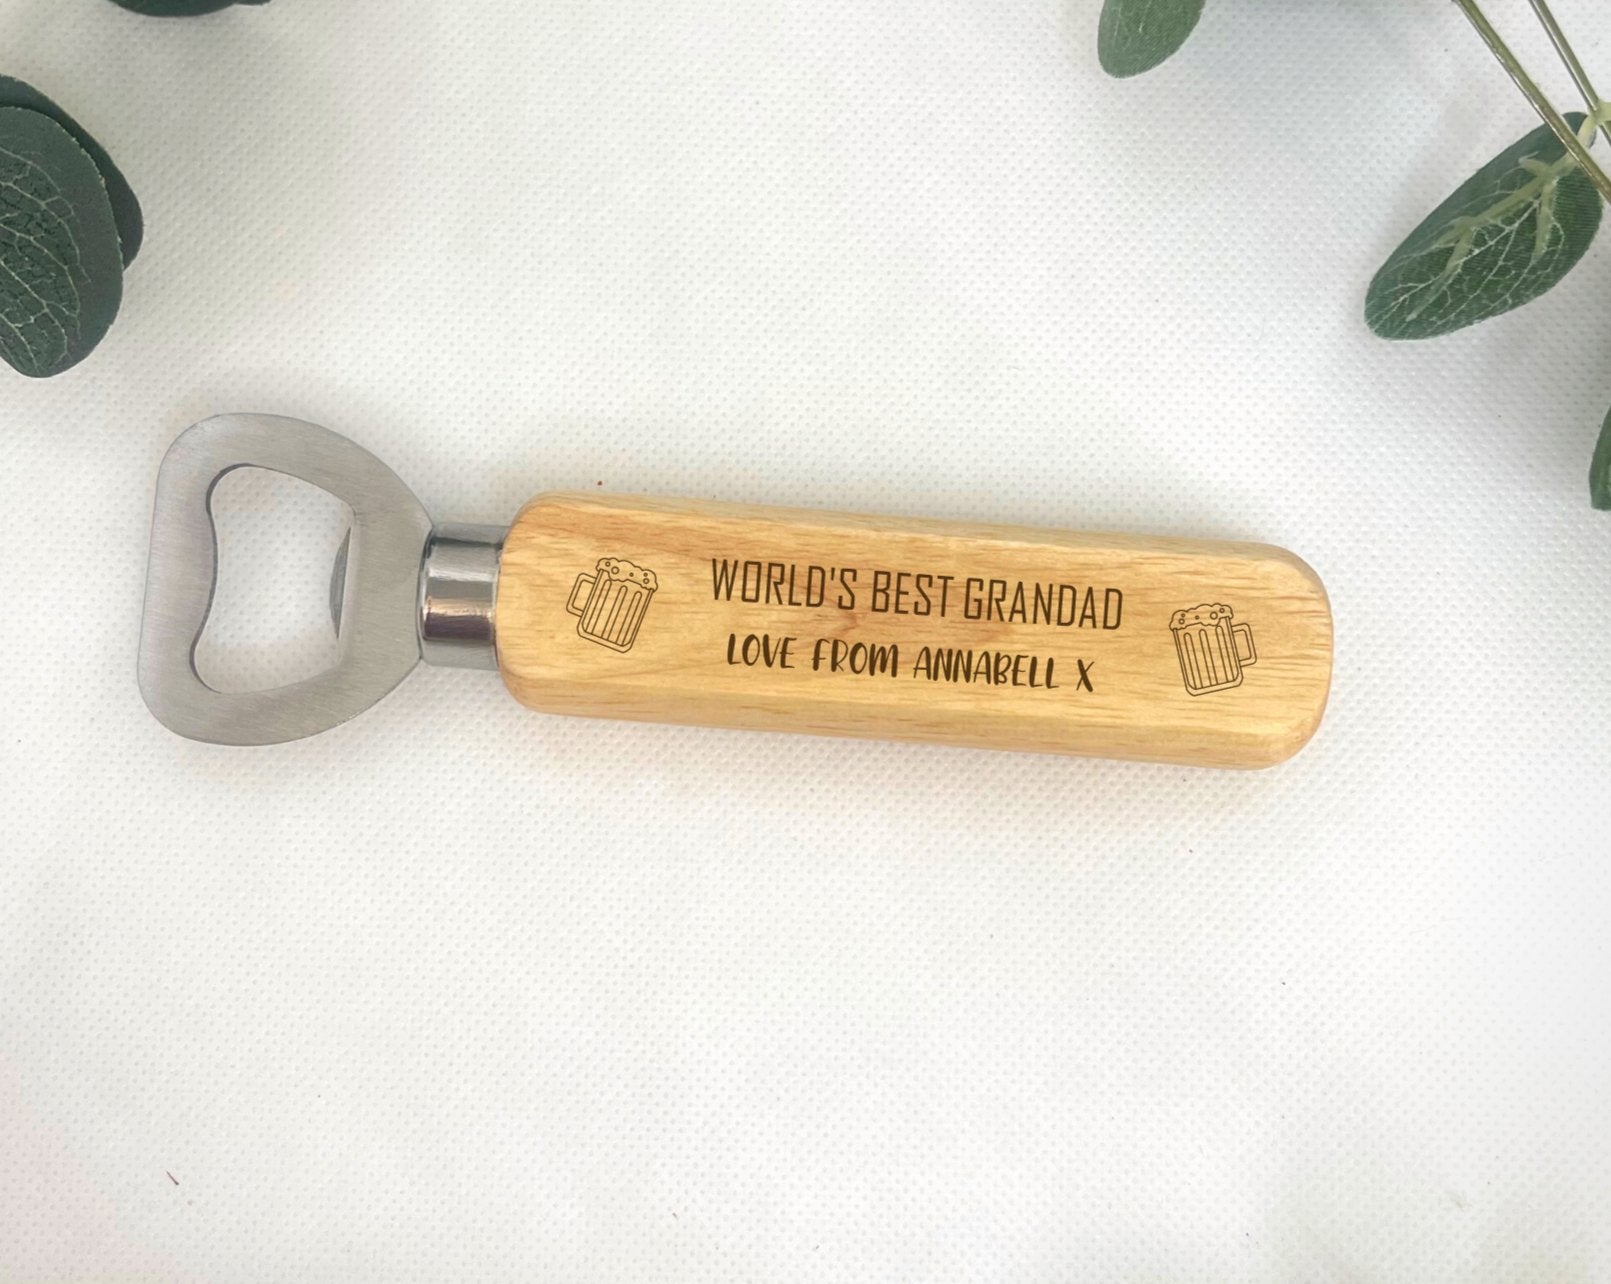 WORLD'S BEST GRANDAD
LOVE FROM ANNABELL X